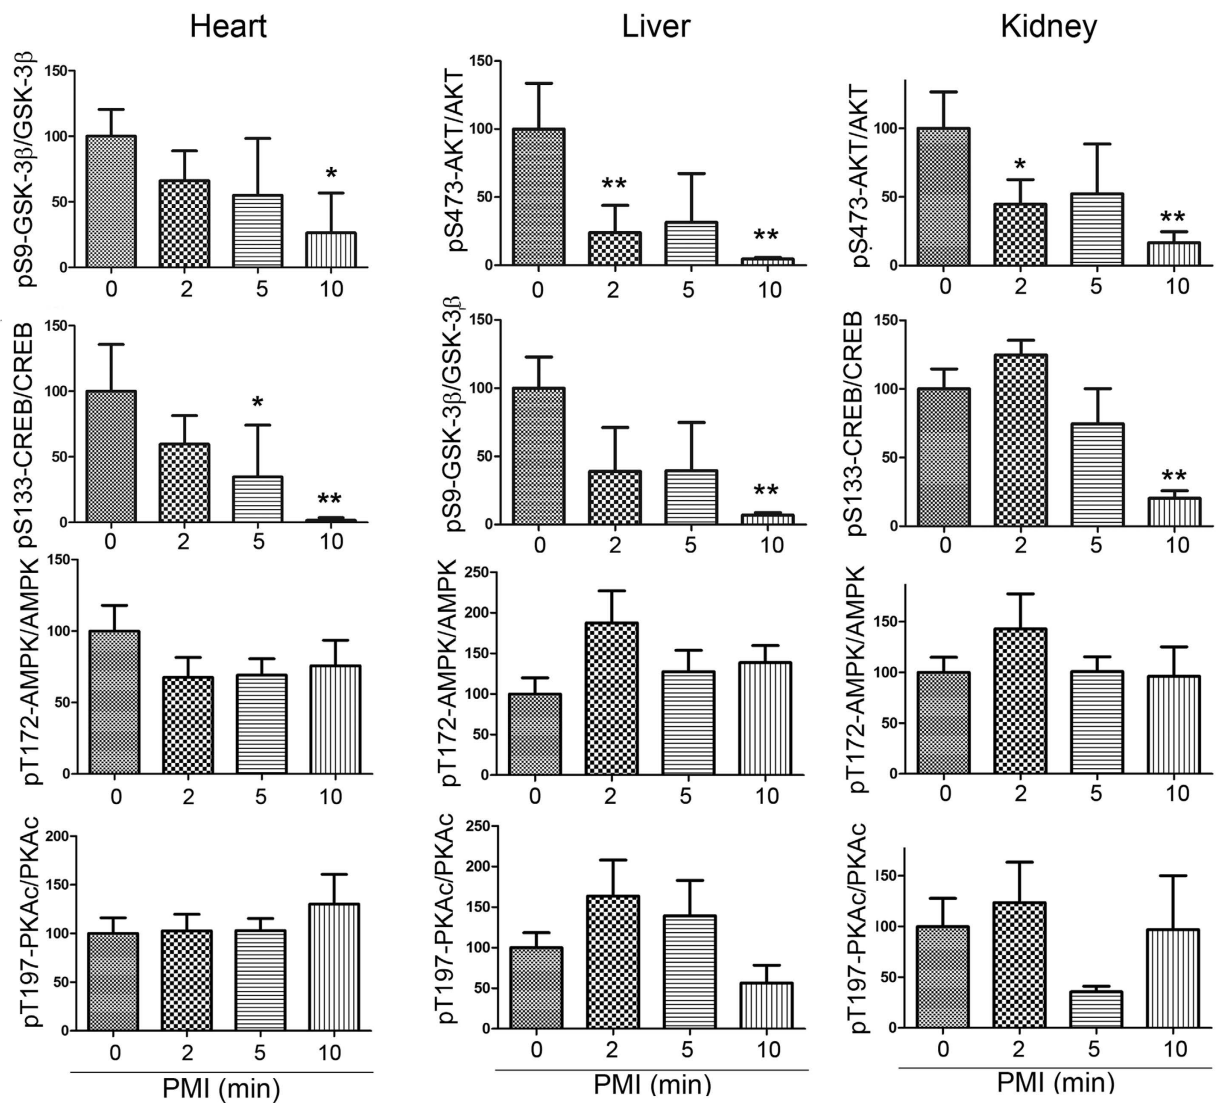 Heart Liver Kidney
pS9-GSK-3β/GSK-3β
150
100
50
0
*
0 2 5 10
pS473-AKT/AKT
150
100
50
0
**
**
0 2 5 10
pS473-AKT/AKT
100
50
0
*
**
0 2 5 10
pS133-CREB/CREB
150
100
50
0
*
**
0 2 5 10
pS9-GSK-3β/GSK-3β
150
100
50
0
**
0 2 5 10
pS133-CREB/CREB
150
100
50
0
**
0 2 5 10
pT172-AMPK/AMPK
150
100
50
0
0 2 5 10
pT172-AMPK/AMPK
250
200
150
100
50
0
0 2 5 10
pT172-AMPK/AMPK
150
100
50
0
0 2 5 10
pT197-PKAc/PKAc
200
150
100
50
0
0 2 5 10
PMI (min)
pT197-PKAc/PKAc
250
200
150
100
50
0
0 2 5 10
PMI (min)
pT197-PKAc/PKAc
150
100
50
0
0 2 5 10
PMI (min)